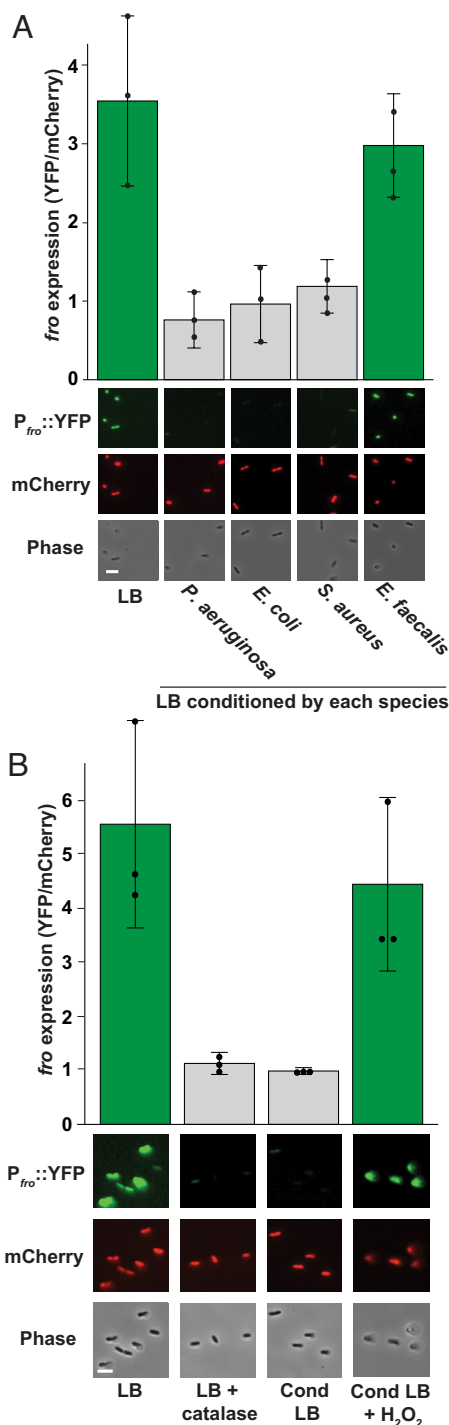 A
fro expression (YFP/mCherry)
4
3
2
1
0
Pfro::YFP
mCherry
Phase
LB
P. aeruginosa
E. coli
S. aureus
E. faecalis
LB conditioned by each species
B
fro expression (YFP/mCherry)
6
5
4
3
2
1
0
Pfro::YFP
mCherry
Phase
LB
LB +
catalase
Cond
LB
Cond LB
+ H2O2